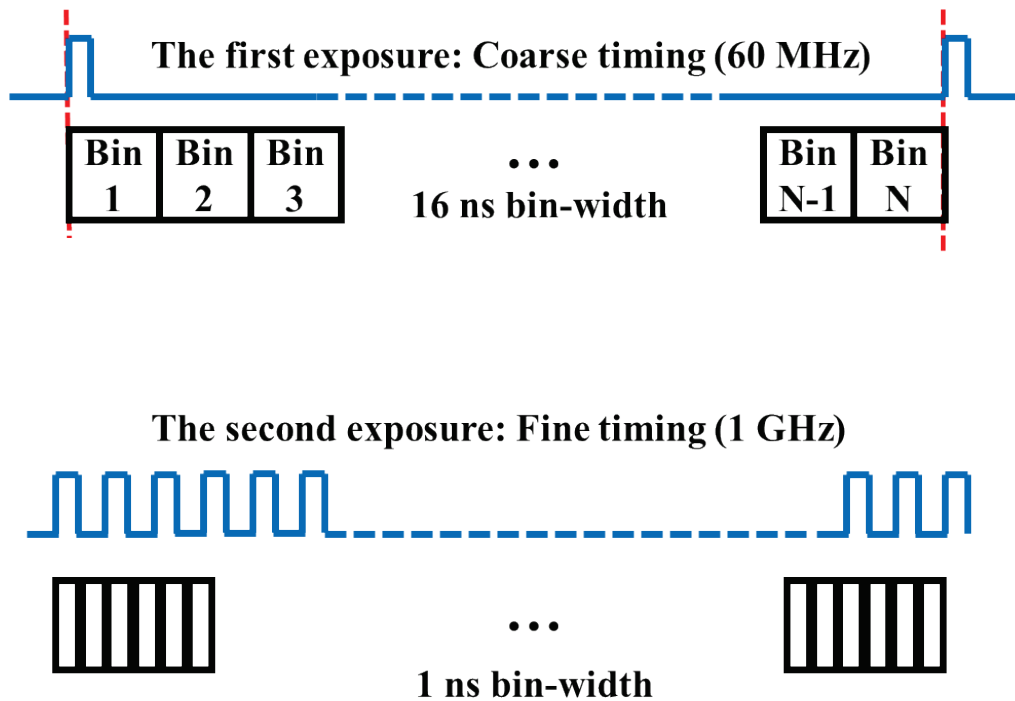 The first exposure: Coarse timing (60 MHz)
Bin Bin Bin ... Bin Bin
1 2 3 16 ns bin-width N-1 N
The second exposure: Fine timing (1 GHz)
...
1 ns bin-width